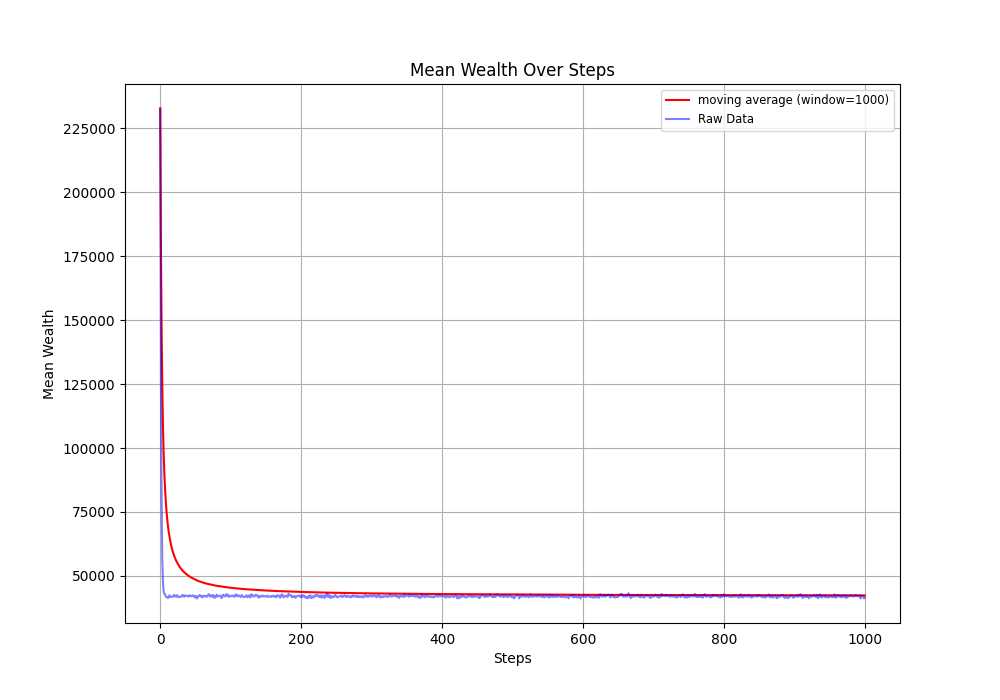 Mean Wealth Over Steps
moving average (window=1000)
Raw Data
225000
200000
175000
150000
125000
100000
75000
50000
Mean Wealth
0 200 400 600 800 1000
Steps